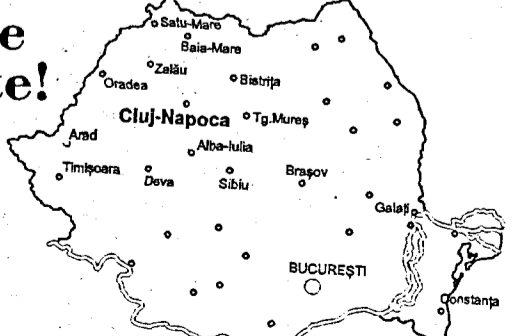 e
te!
Satu-Mare
Baia-Mare
Zalău
Oradea
Bistrița
Cluj-Napoca
Tg.Mureș
Arad
Alba-Iulia
Timișoara
Deva
Sibiu
Brașov
Galați
BUCUREȘTI
Constanța